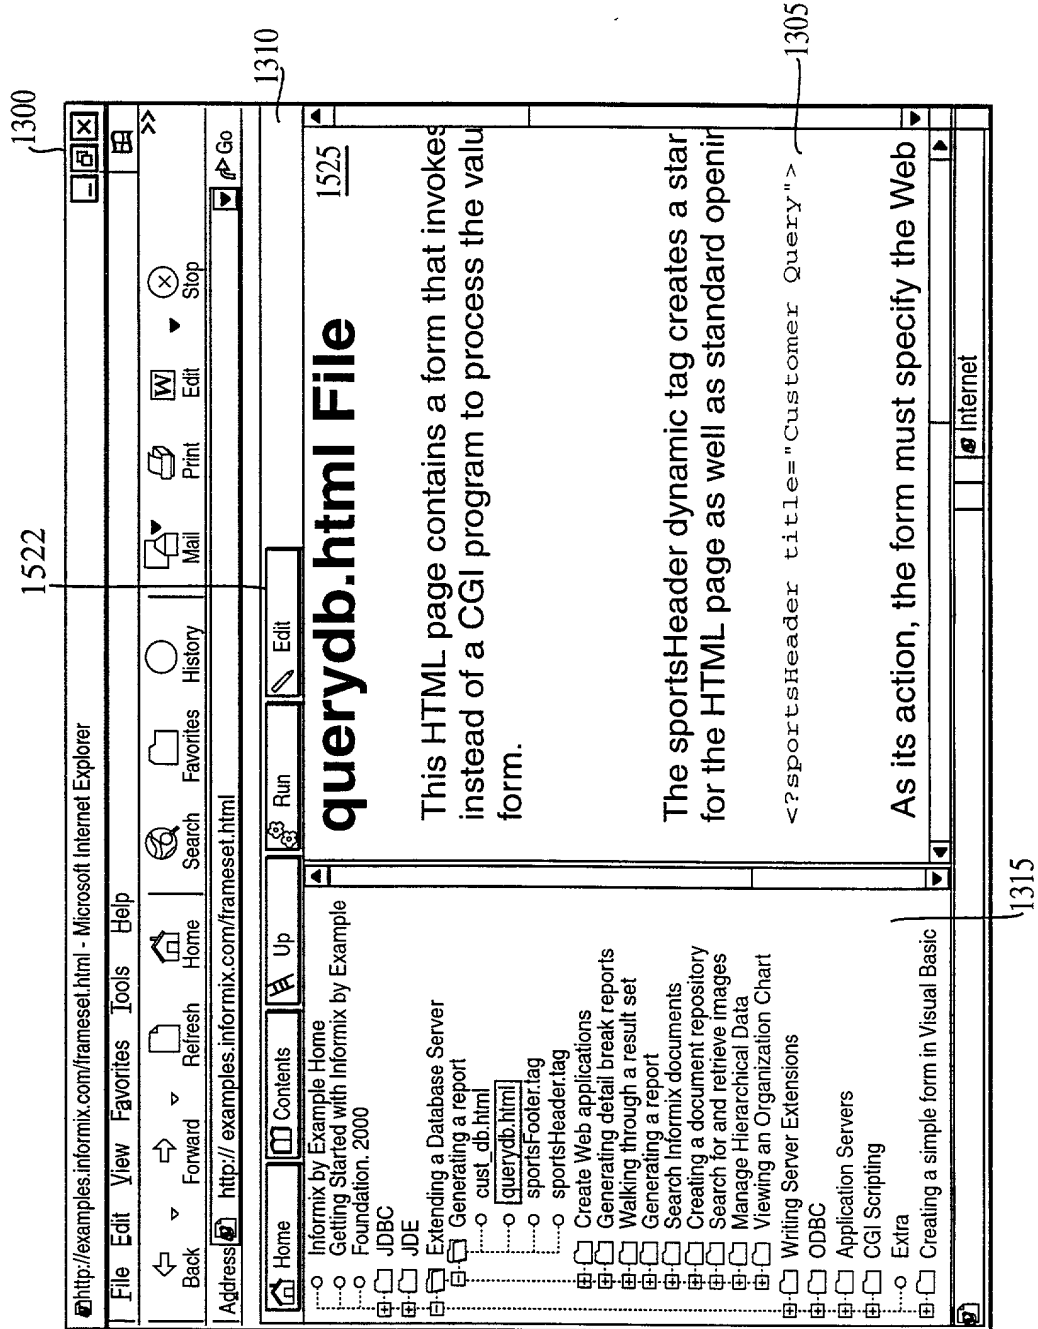 1300
http://examples.informix.com/frameset.html - Microsoft Internet Explorer
File Edit View Favorites Tools Help
Back Forward Refresh Home Search Favorites History Mail Print Edit Stop
>>
Address http:// examples.informix.com/frameset.html Go
1522
1310
Home Contents Up Run Edit
Informix by Example Home
Getting Started with Informix by Example
Foundation. 2000
JDBC
JDE
Extending a Database Server
Generating a report
cust_db.html
querydb.html
sportsFooter.tag
sportsHeader.tag
Create Web applications
Generating detail break reports
Walking through a result set
Generating a report
Search Informix documents
Creating a document repository
Search for and retrieve images
Manage Hierarchical Data
Viewing an Organization Chart
Writing Server Extensions
ODBC
Application Servers
CGI Scripting
Extra
Creating a simple form in Visual Basic
1315
querydb.html File
1525
This HTML page contains a form that invokes
instead of a CGI program to process the valu
form.
The sportsHeader dynamic tag creates a star
for the HTML page as well as standard openin
<?sportsHeader title="Customer Query">
1305
As its action, the form must specify the Web
Internet